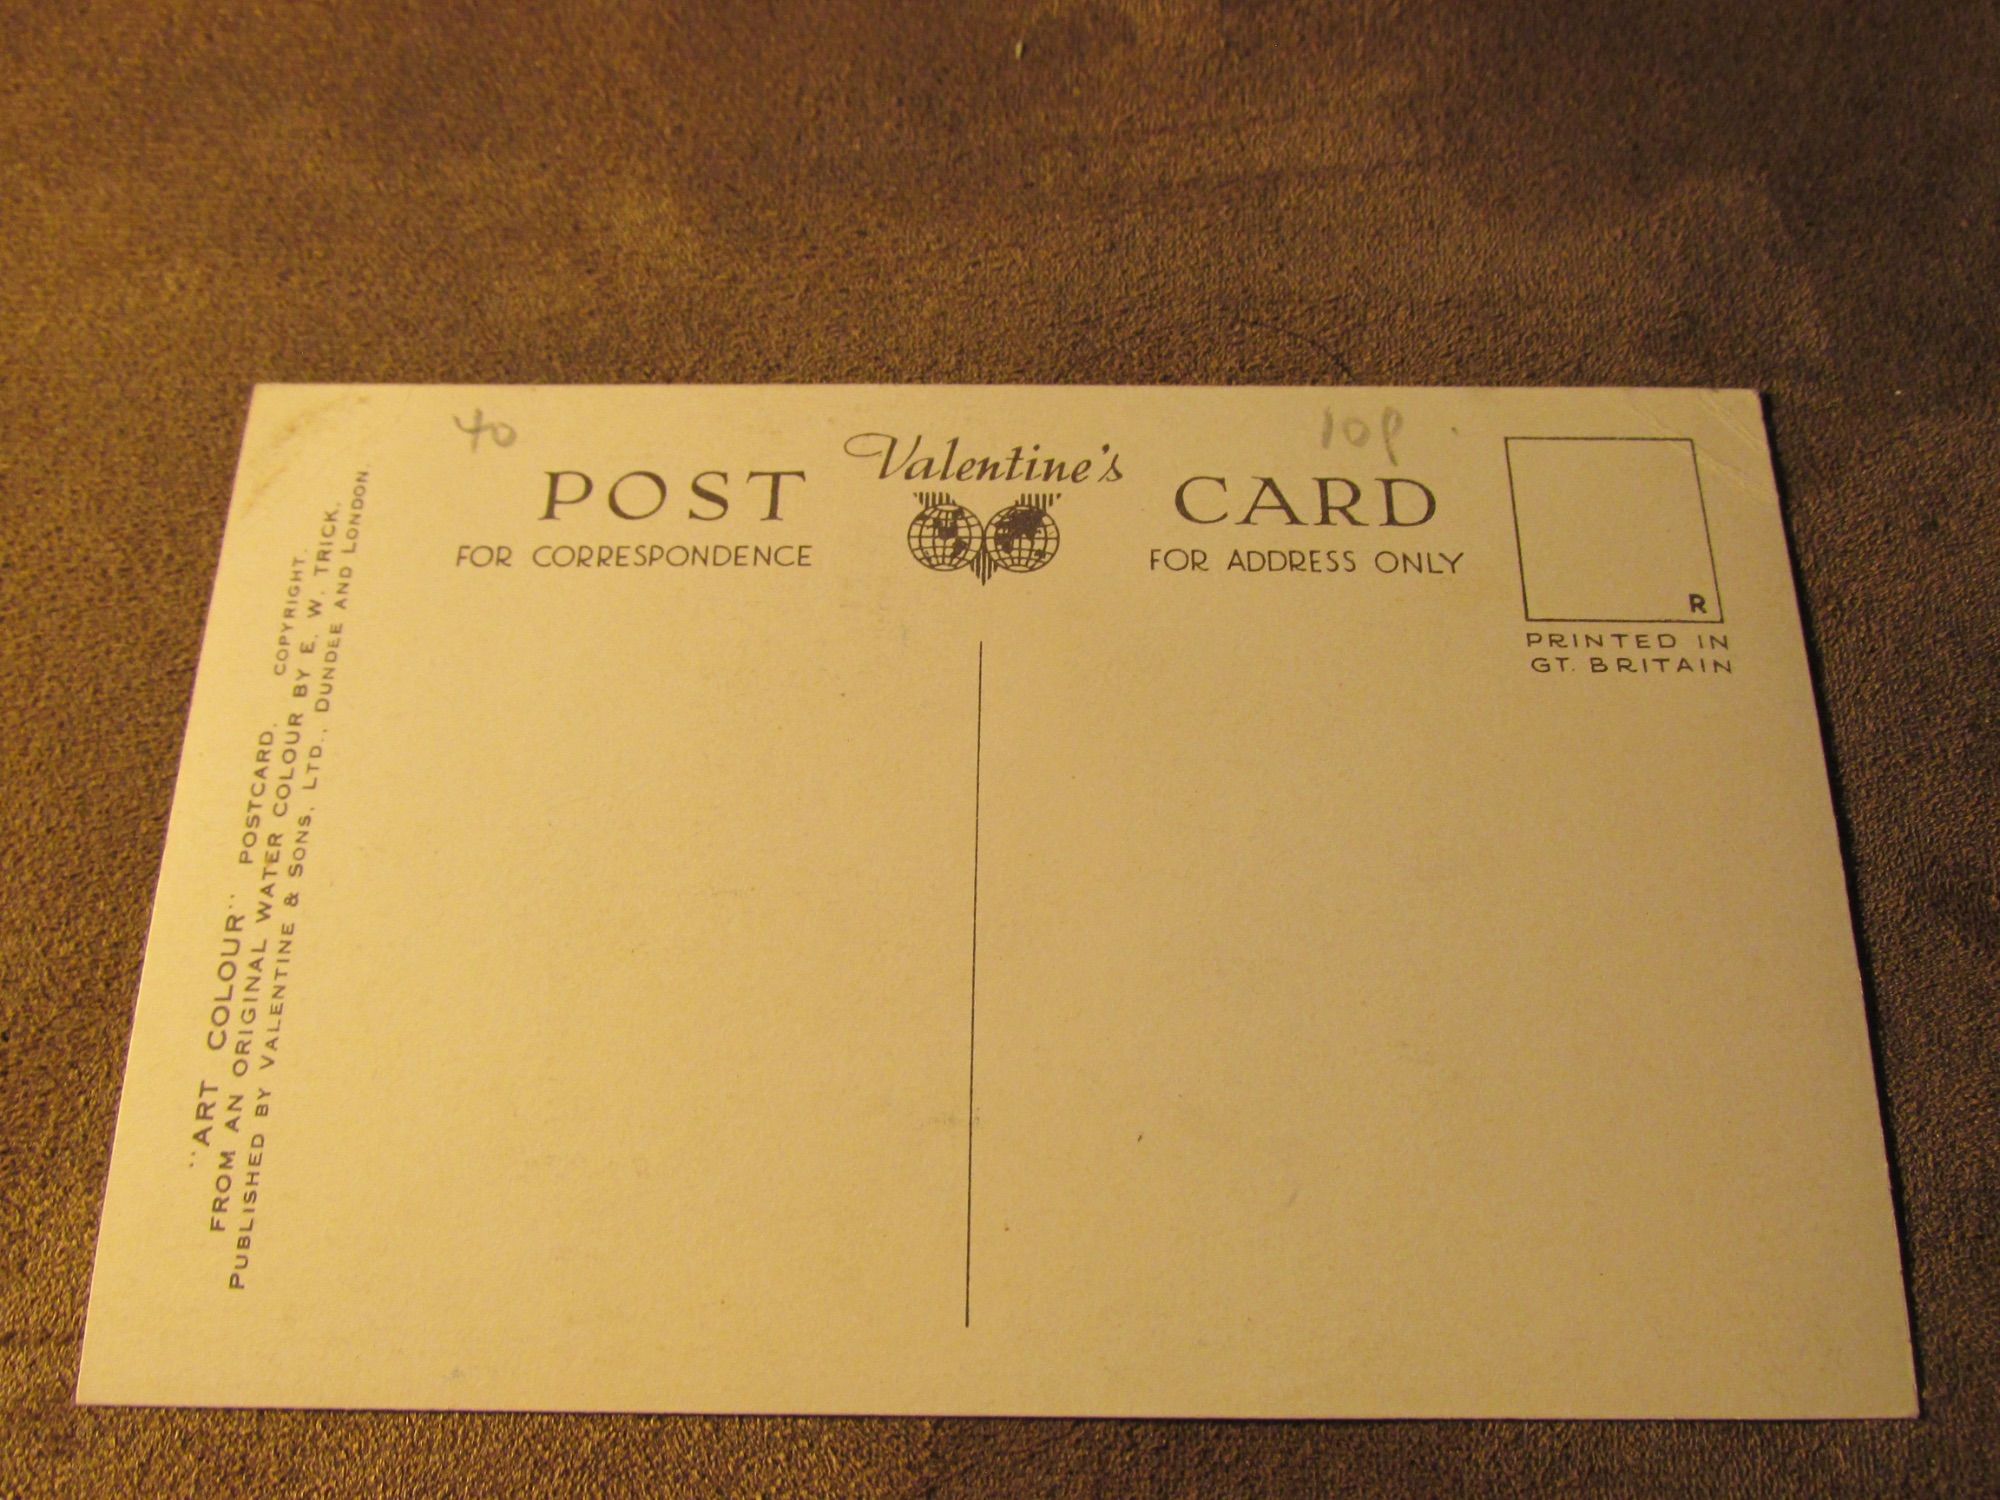 40
10p
Valentine's
POST CARD
FOR CORRESPONDENCE
FOR ADDRESS ONLY
R
PRINTED IN
GT. BRITAIN
"ART COLOUR" POSTCARD. COPYRIGHT.
FROM AN ORIGINAL WATER COLOUR BY E. W. TRICK.
PUBLISHED BY VALENTINE & SONS, LTD., DUNDEE AND LONDON.